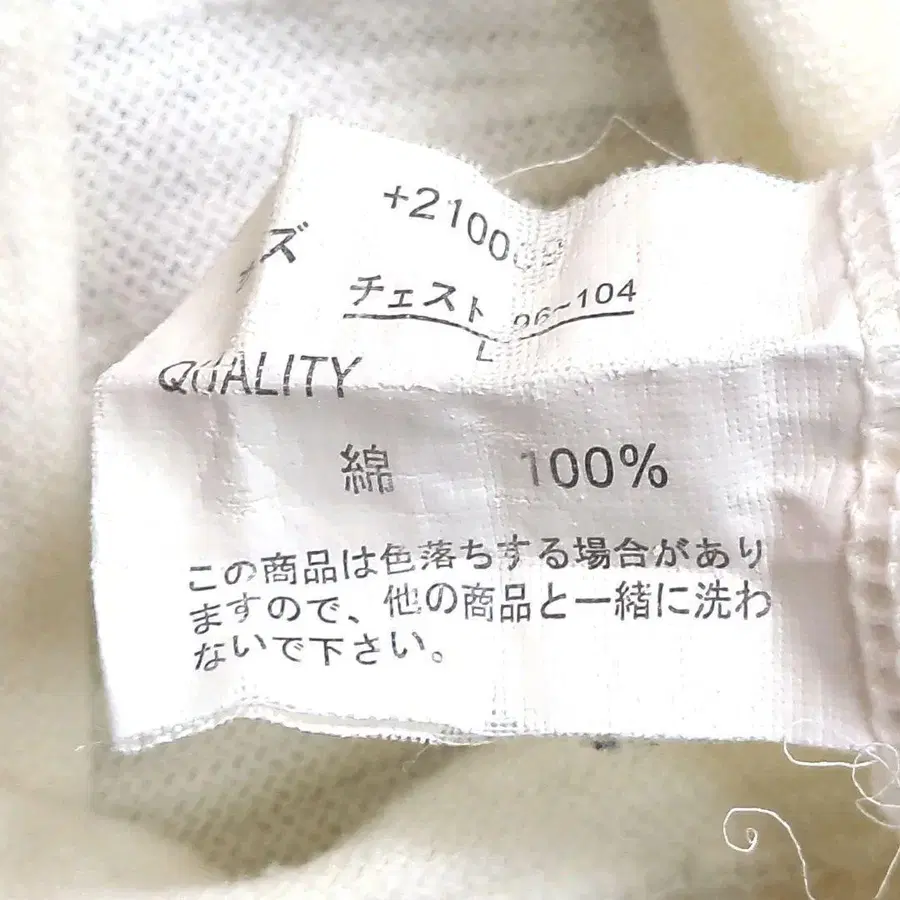 +2100
ズ
チェスト 96~104
L
QUALITY
綿 100%
この商品は色落ちする場合があり
ますので、他の商品と一緒に洗わ
ないで下さい。